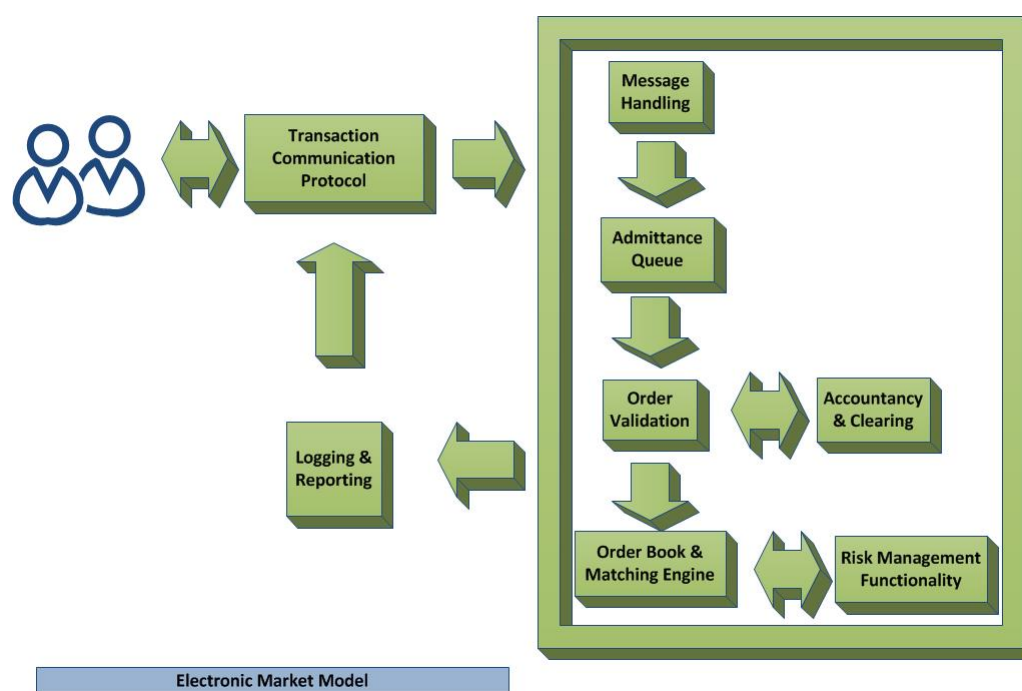 Message
Handling
Transaction
Communication
Protocol
Admittance
Queue
Order
Validation
Accountancy
& Clearing
Logging &
Reporting
Order Book &
Matching Engine
Risk Management
Functionality
Electronic Market Model